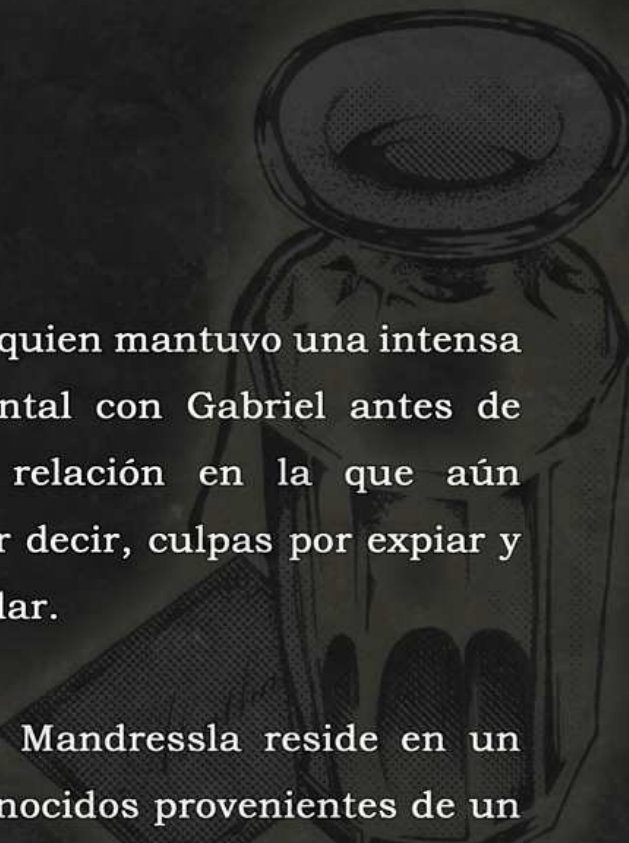 quien mantuvo una intensa
ntal con Gabriel antes de
relación en la que aún
r decir, culpas por expiar y
lar.
Mandressla reside en un
nocidos provenientes de un